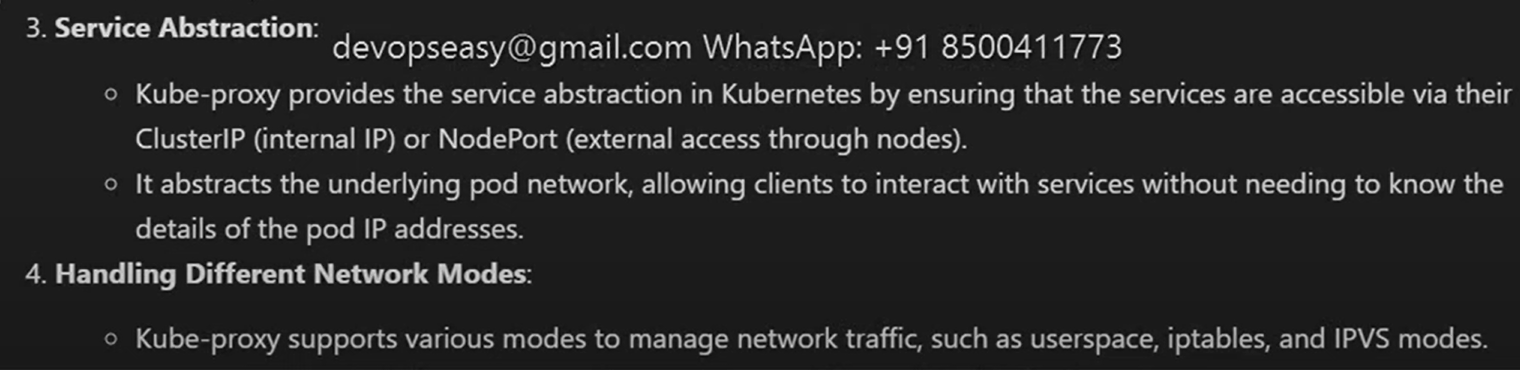 3. Service Abstraction:
devopseasy@gmail.com WhatsApp: +91 8500411773
○ Kube-proxy provides the service abstraction in Kubernetes by ensuring that the services are accessible via their
ClusterIP (internal IP) or NodePort (external access through nodes).
○ It abstracts the underlying pod network, allowing clients to interact with services without needing to know the
details of the pod IP addresses.
4. Handling Different Network Modes:
○ Kube-proxy supports various modes to manage network traffic, such as userspace, iptables, and IPVS modes.